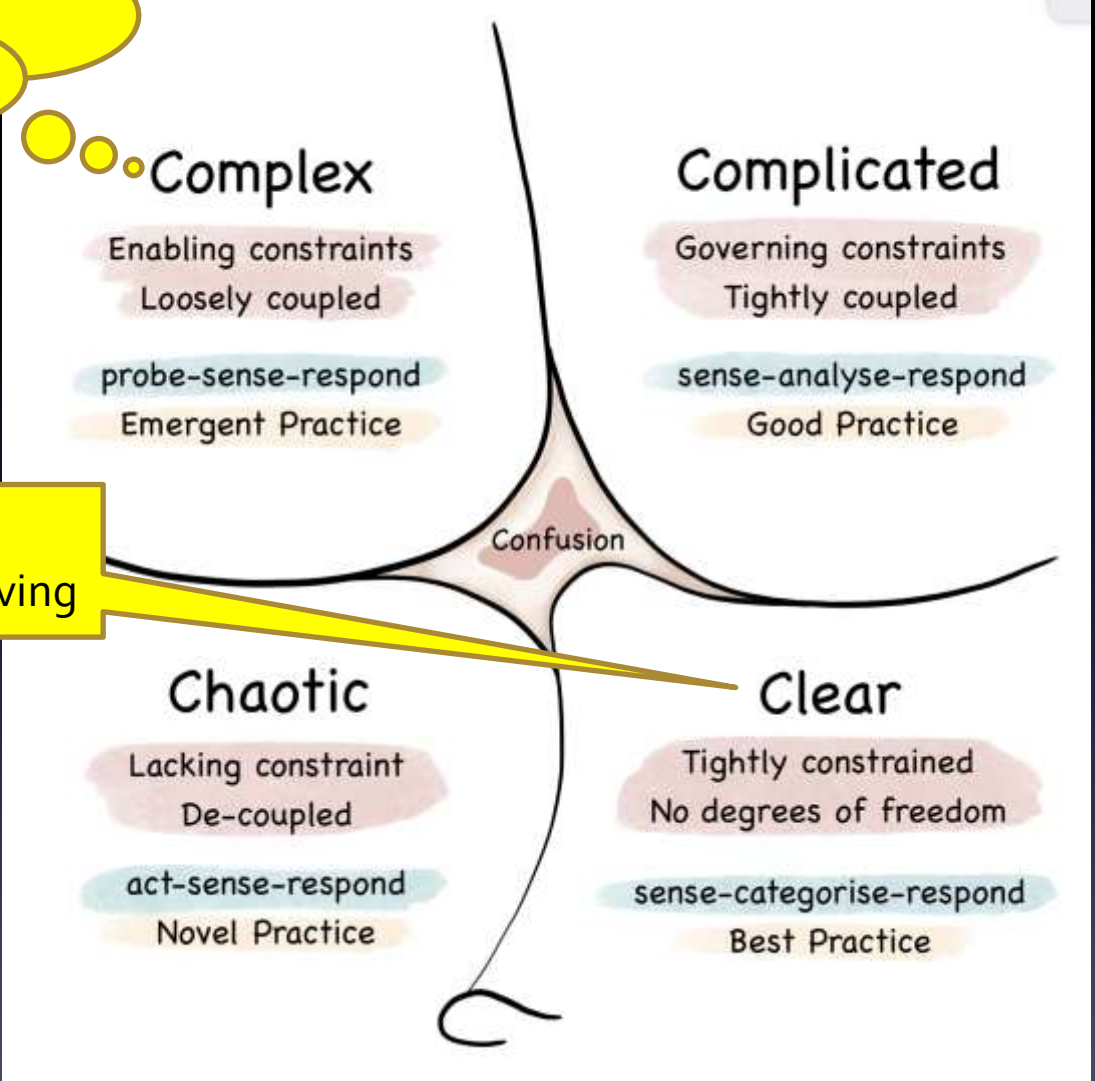 Complex
Enabling constraints
Loosely coupled
probe-sense-respond
Emergent Practice
Complicated
Governing constraints
Tightly coupled
sense-analyse-respond
Good Practice
Confusion
Chaotic
Lacking constraint
De-coupled
act-sense-respond
Novel Practice
Clear
Tightly constrained
No degrees of freedom
sense-categorise-respond
Best Practice